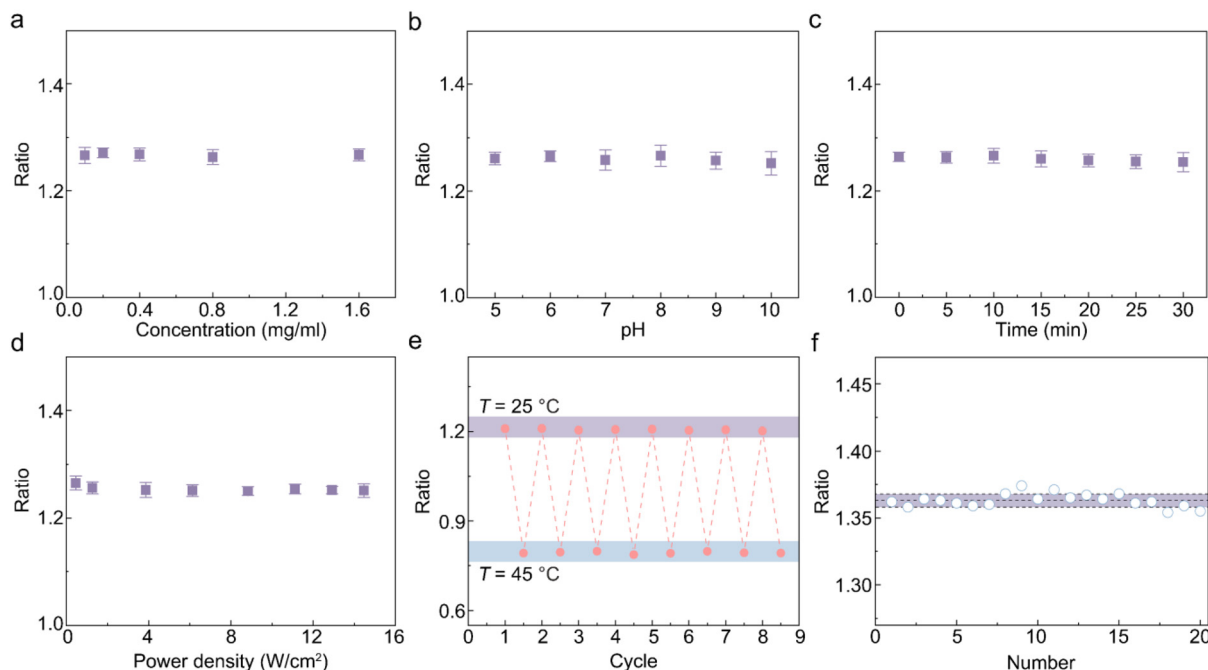 a
1.4
1.2
1.0
Ratio
0.0 0.4 0.8 1.2 1.6
Concentration (mg/ml)
b
1.4
1.2
1.0
Ratio
5 6 7 8 9 10
pH
c
1.4
1.2
1.0
Ratio
0 5 10 15 20 25 30
Time (min)
d
1.4
1.2
1.0
Ratio
0 4 8 12 16
Power density (W/cm²)
e
T = 25 °C
1.2
0.9
0.6
Ratio
T = 45 °C
0 1 2 3 4 5 6 7 8 9
Cycle
f
1.45
1.40
1.35
1.30
Ratio
0 5 10 15 20
Number